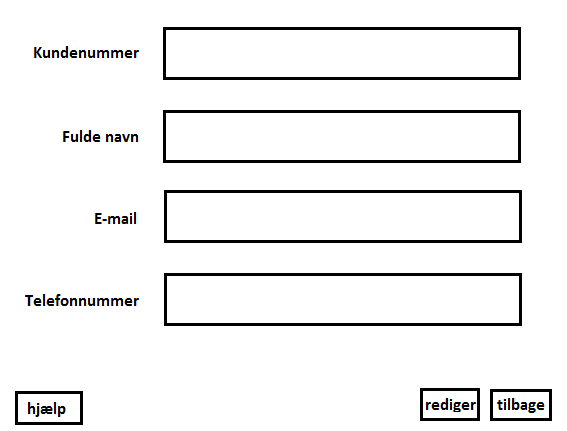 Kundenummer
Fulde navn
E-mail
Telefonnummer
hjælp
rediger
tilbage